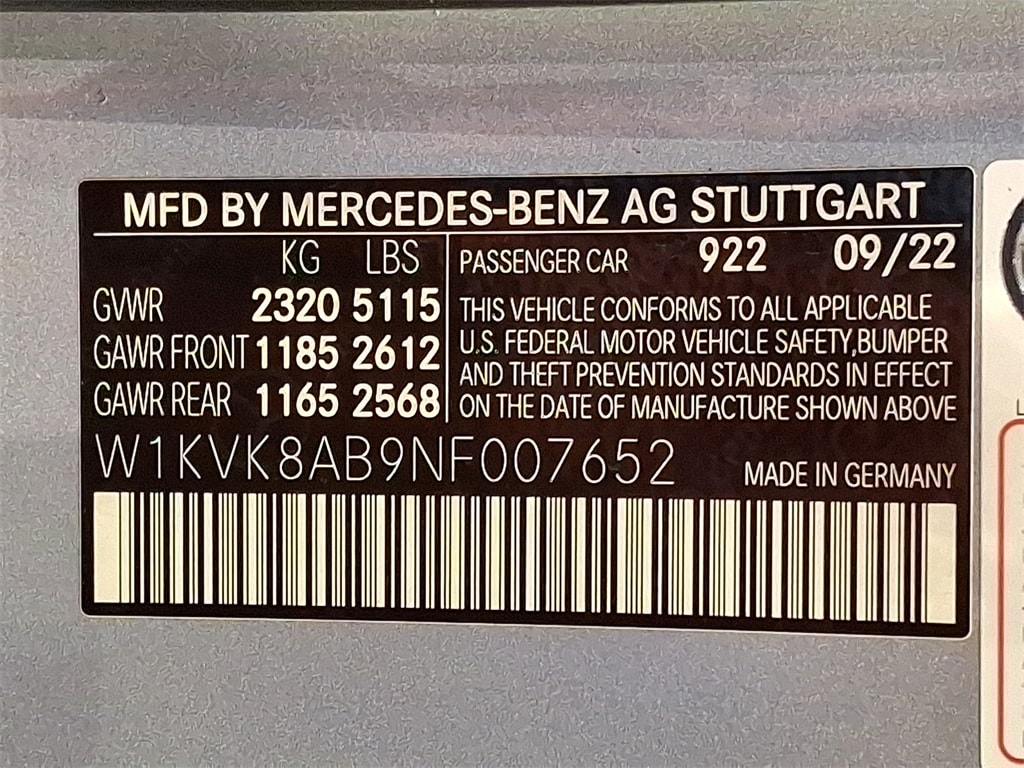 MFD BY MERCEDES-BENZ AG STUTTGART
KG LBS
GVWR 2320 5115
GAWR FRONT 1185 2612
GAWR REAR 1165 2568
PASSENGER CAR 922 09/22
THIS VEHICLE CONFORMS TO ALL APPLICABLE
U.S. FEDERAL MOTOR VEHICLE SAFETY,BUMPER
AND THEFT PREVENTION STANDARDS IN EFFECT
ON THE DATE OF MANUFACTURE SHOWN ABOVE
W1KVK8AB9NF007652
MADE IN GERMANY